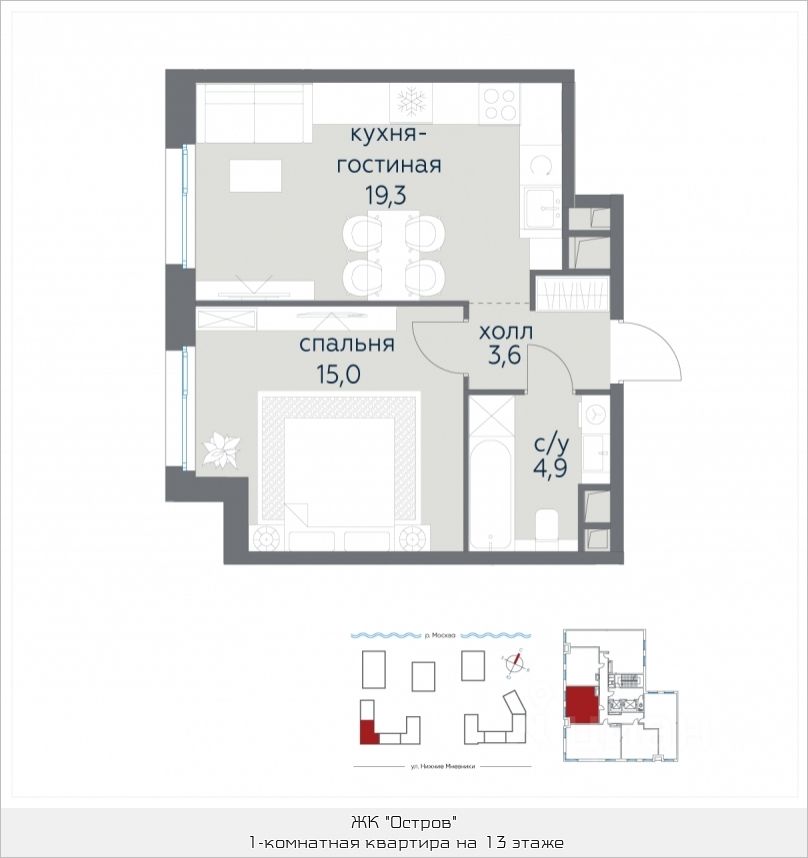 кухня-
гостиная
19,3
спальня
15,0
холл
3,6
с/у
4,9
р. Москва
ул. Нижние Мневники
ЖК "Остров"
1-комнатная квартира на 13 этаже